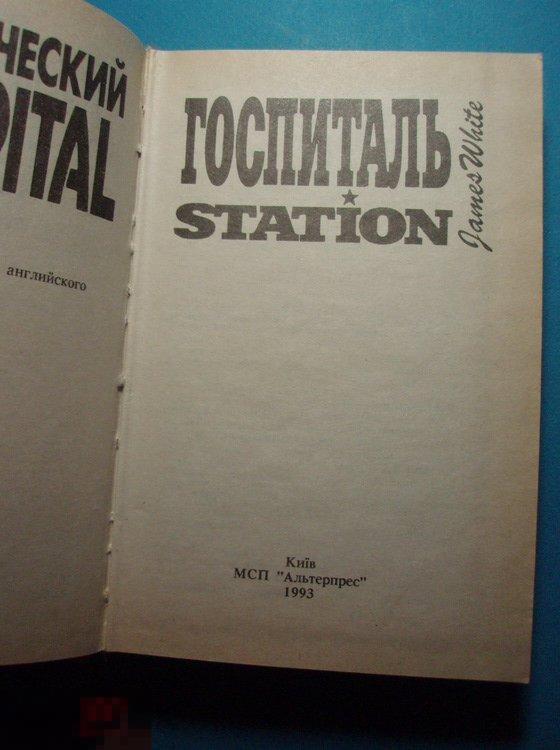 ЧЕСКИЙ
PITAL
английского
ГОСПИТАЛЬ
STATION
James White
Київ
МСП "Альтерпрес"
1993